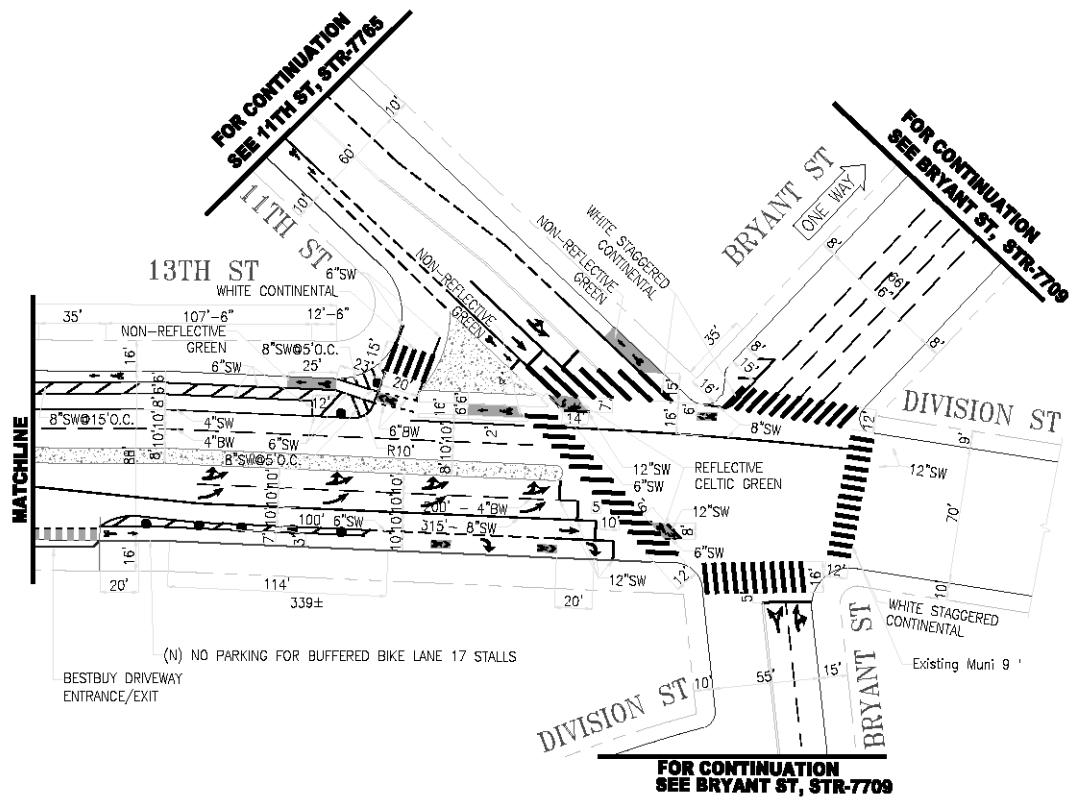 FOR CONTINUATION
SEE 11TH ST, STR-7765
10'
60'
10'
11TH ST
FOR CONTINUATION
SEE BRYANT ST, STR-7709
BRYANT ST
ONE WAY
8'
66'
6"
8'
WHITE STAGGERED
CONTINENTAL
NON-REFLECTIVE
GREEN
NON-REFLECTIVE
GREEN
13TH ST
6"SW
WHITE CONTINENTAL
35'
107'-6"
12'-6"
NON-REFLECTIVE
GREEN
8"SW@5'O.C.
6"SW
25'
23'
15'
20'
16'
12'
35'
8'
15'
16'
15'
16'
6'
7'
14'
2'
8"SW
12'
DIVISION ST
9'
12"SW
70'
10'
8"SW@15'O.C.
4"SW
4"BW
6"SW
8"SW@5'O.C.
6"BW
R10'
88'
MATCHLINE
12"SW
6"SW
REFLECTIVE
CELTIC GREEN
12"SW
8'
6"SW
200' - 4"BW
100' 6"SW
315' - 8"SW
5'
10'
7'
3'
16'
20'
114'
339±
20'
12"SW
12'
16'
12'
5'
WHITE STAGGERED
CONTINENTAL
Existing Muni 9 '
(N) NO PARKING FOR BUFFERED BIKE LANE 17 STALLS
BESTBUY DRIVEWAY
ENTRANCE/EXIT
DIVISION ST
10'
55'
15'
BRYANT ST
FOR CONTINUATION
SEE BRYANT ST, STR-7709